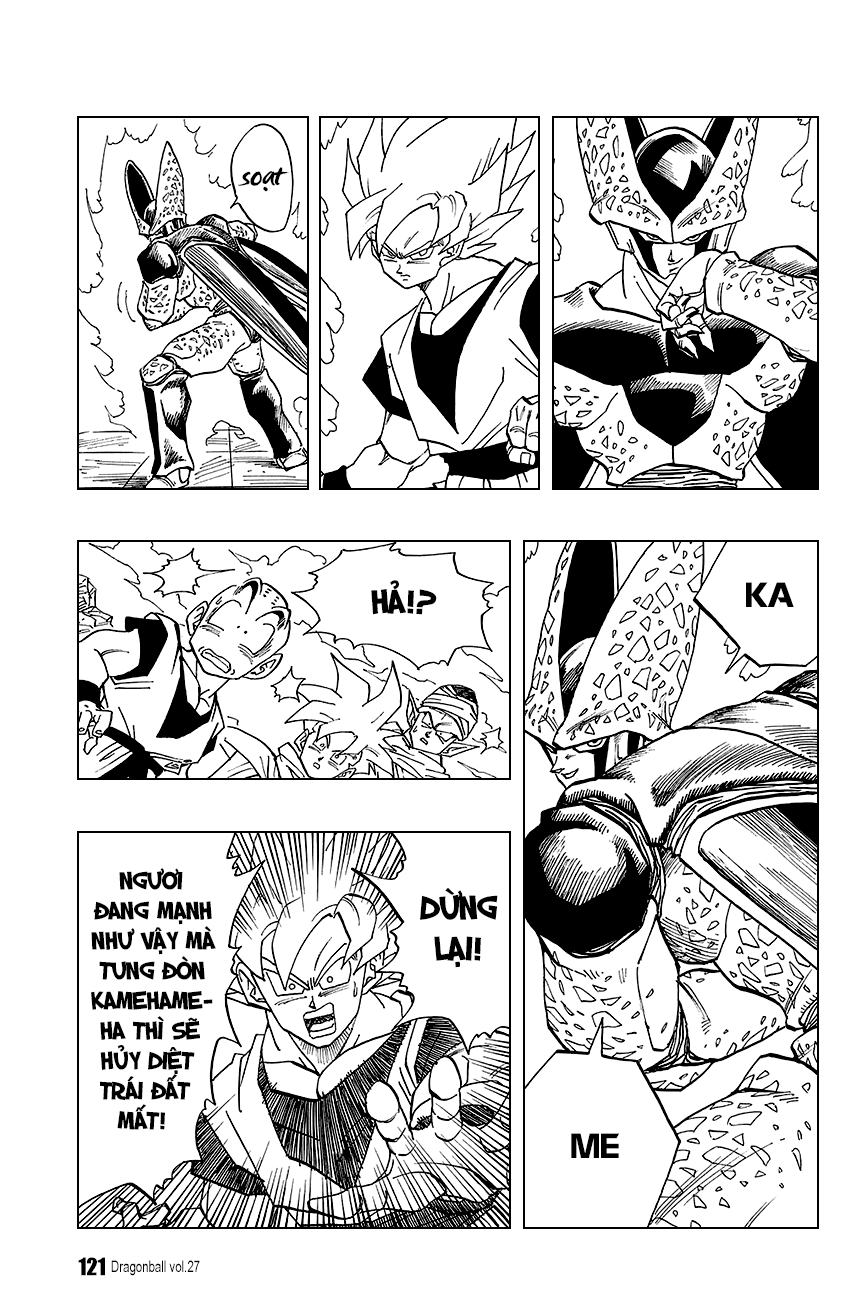 soạt
KA
ME
HẢ!?
DỪNG
LẠI!
NGƯƠI
ĐANG MẠNH
NHƯ VẬY MÀ
TUNG ĐÒN
KAMEHAME-
HA THÌ SẼ
HỦY DIỆT
TRÁI ĐẤT
MẤT!
121 Dragonball vol.27